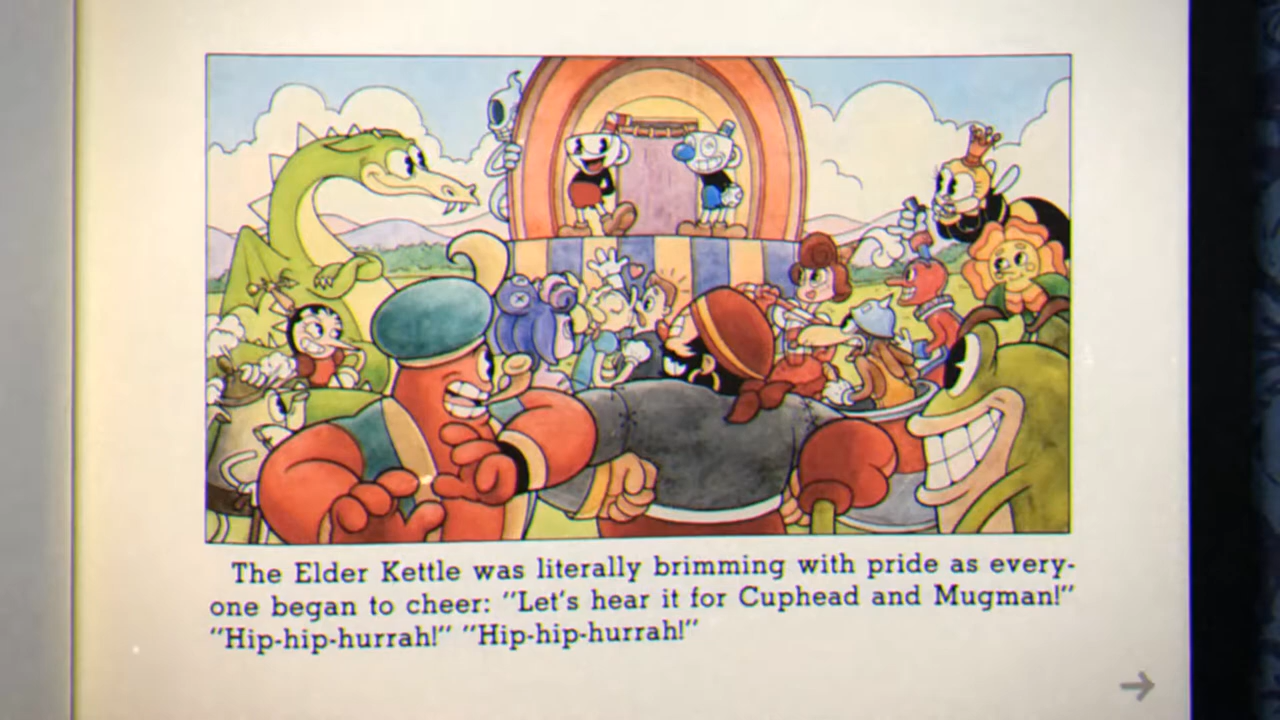 The Elder Kettle was literally brimming with pride as every-
one began to cheer: “Let's hear it for Cuphead and Mugman!”
“Hip-hip-hurrah!” “Hip-hip-hurrah!”